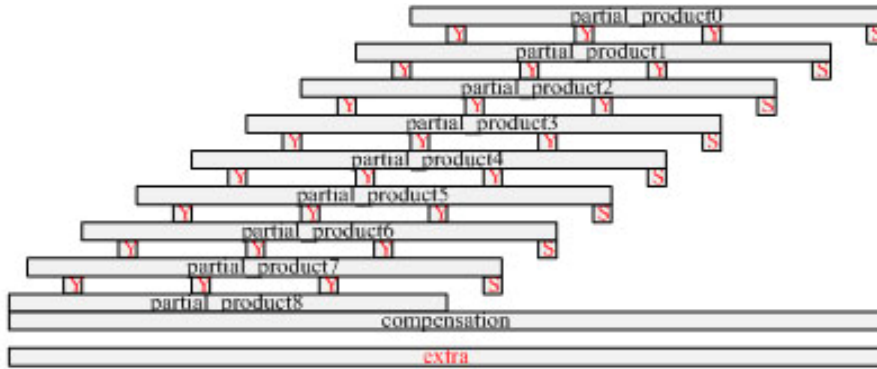 partial_product0
Y Y Y S
partial_product1
Y Y Y S
partial_product2
Y Y Y S
partial_product3
Y Y Y S
partial_product4
Y Y Y S
partial_product5
Y Y Y S
partial_product6
Y Y Y S
partial_product7
Y Y Y S
partial_product8
compensation
extra